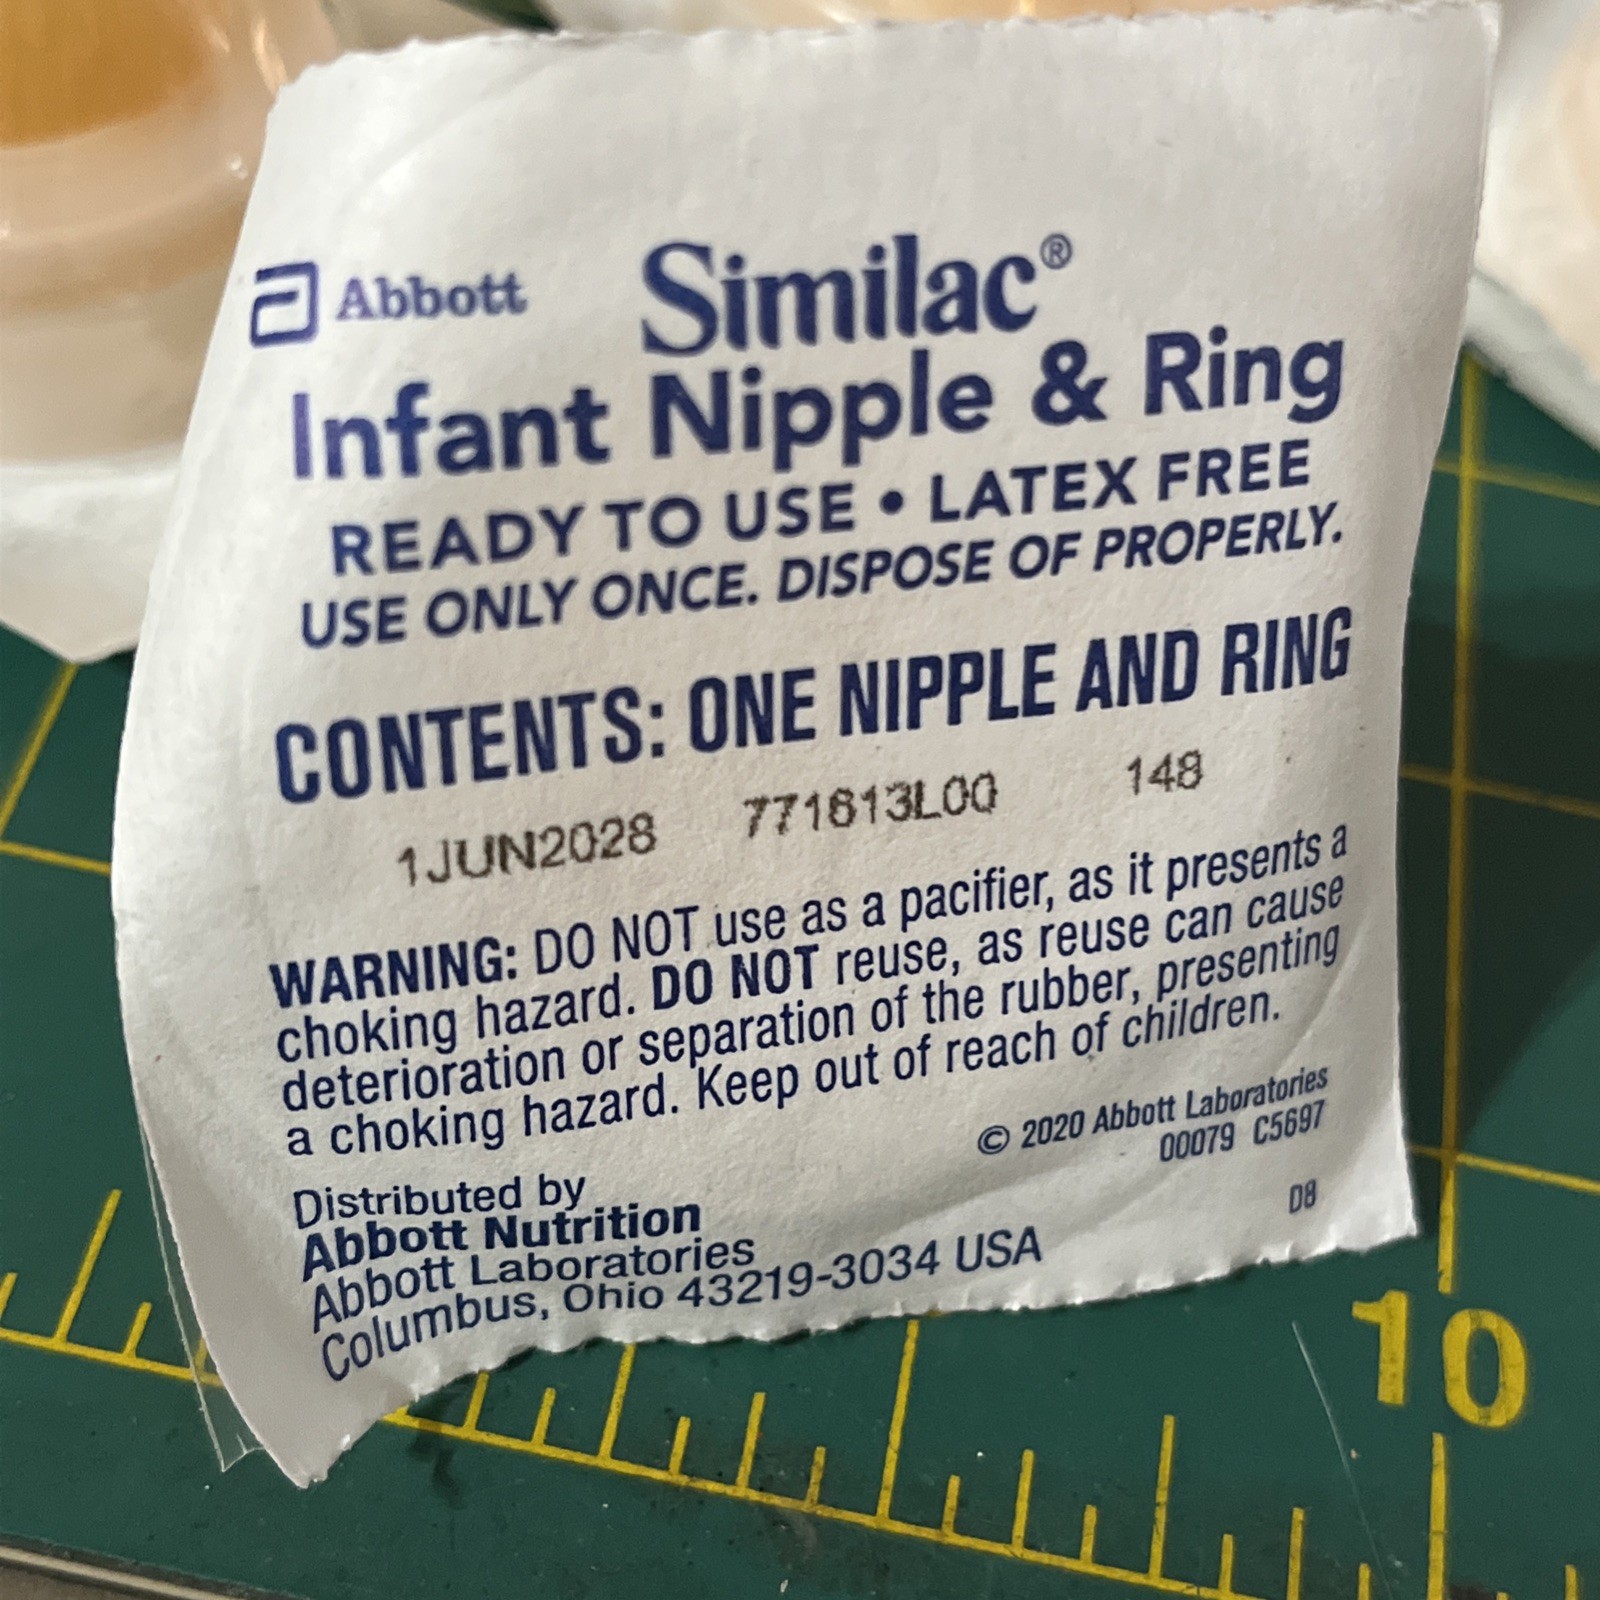 Abbott Similac®
Infant Nipple & Ring
READY TO USE • LATEX FREE
USE ONLY ONCE. DISPOSE OF PROPERLY.
CONTENTS: ONE NIPPLE AND RING
1JUN2028 771613L00 148
WARNING: DO NOT use as a pacifier, as it presents a
choking hazard. DO NOT reuse, as reuse can cause
deterioration or separation of the rubber, presenting
a choking hazard. Keep out of reach of children.
© 2020 Abbott Laboratories
00079 C5697
D8
Distributed by
Abbott Nutrition
Abbott Laboratories
Columbus, Ohio 43219-3034 USA
10